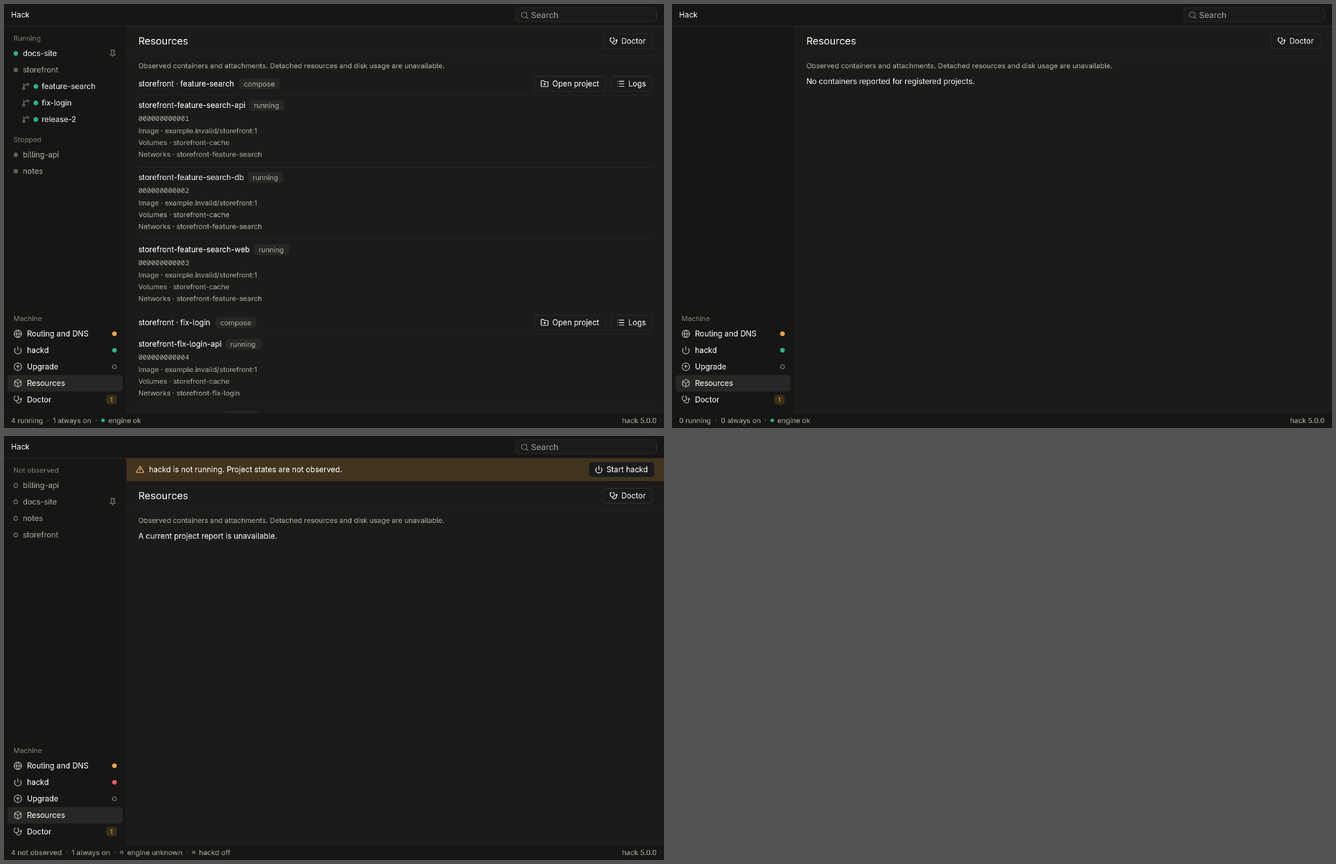 Hack
Search
Running
docs-site
storefront
feature-search
fix-login
release-2
Stopped
billing-api
notes
Machine
Routing and DNS
hackd
Upgrade
Resources
Doctor 1
Resources
Doctor
Observed containers and attachments. Detached resources and disk usage are unavailable.
storefront · feature-search compose
Open project Logs
storefront-feature-search-api running
000000000001
Image · example.invalid/storefront:1
Volumes · storefront-cache
Networks · storefront-feature-search
storefront-feature-search-db running
000000000002
Image · example.invalid/storefront:1
Volumes · storefront-cache
Networks · storefront-feature-search
storefront-feature-search-web running
000000000003
Image · example.invalid/storefront:1
Volumes · storefront-cache
Networks · storefront-feature-search
storefront · fix-login compose
Open project Logs
storefront-fix-login-api running
000000000004
Image · example.invalid/storefront:1
Volumes · storefront-cache
Networks · storefront-fix-login
4 running · 1 always on · engine ok
hack 5.0.0
Hack
Search
Machine
Routing and DNS
hackd
Upgrade
Resources
Doctor 1
Resources
Doctor
Observed containers and attachments. Detached resources and disk usage are unavailable.
No containers reported for registered projects.
0 running · 0 always on · engine ok
hack 5.0.0
Hack
Search
Not observed
billing-api
docs-site
notes
storefront
Machine
Routing and DNS
hackd
Upgrade
Resources
Doctor 1
hackd is not running. Project states are not observed.
Start hackd
Resources
Doctor
Observed containers and attachments. Detached resources and disk usage are unavailable.
A current project report is unavailable.
4 not observed · 1 always on · engine unknown · hackd off
hack 5.0.0